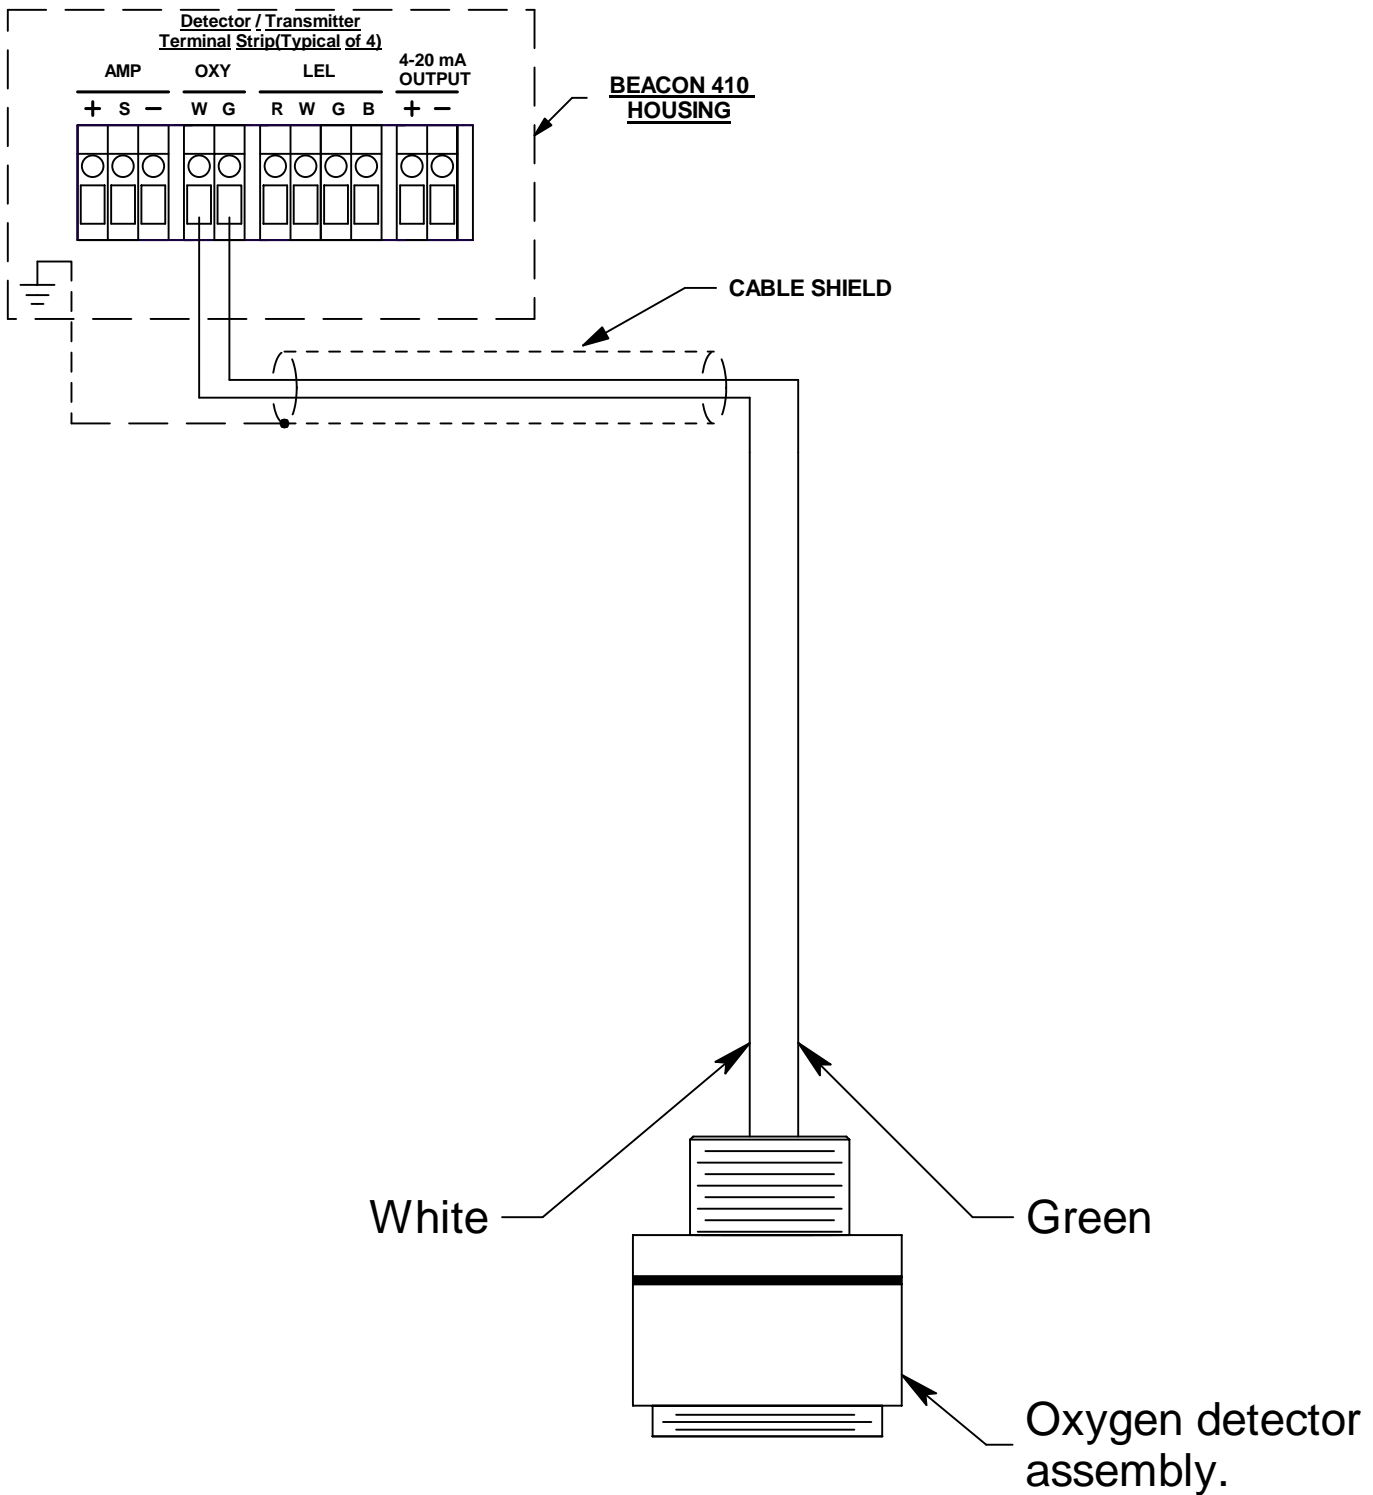 Detector / Transmitter
Terminal Strip(Typical of 4)
AMP OXY LEL 4-20 mA
OUTPUT
+ S − W G R W G B + −
BEACON 410
HOUSING
CABLE SHIELD
White
Green
Oxygen detector
assembly.